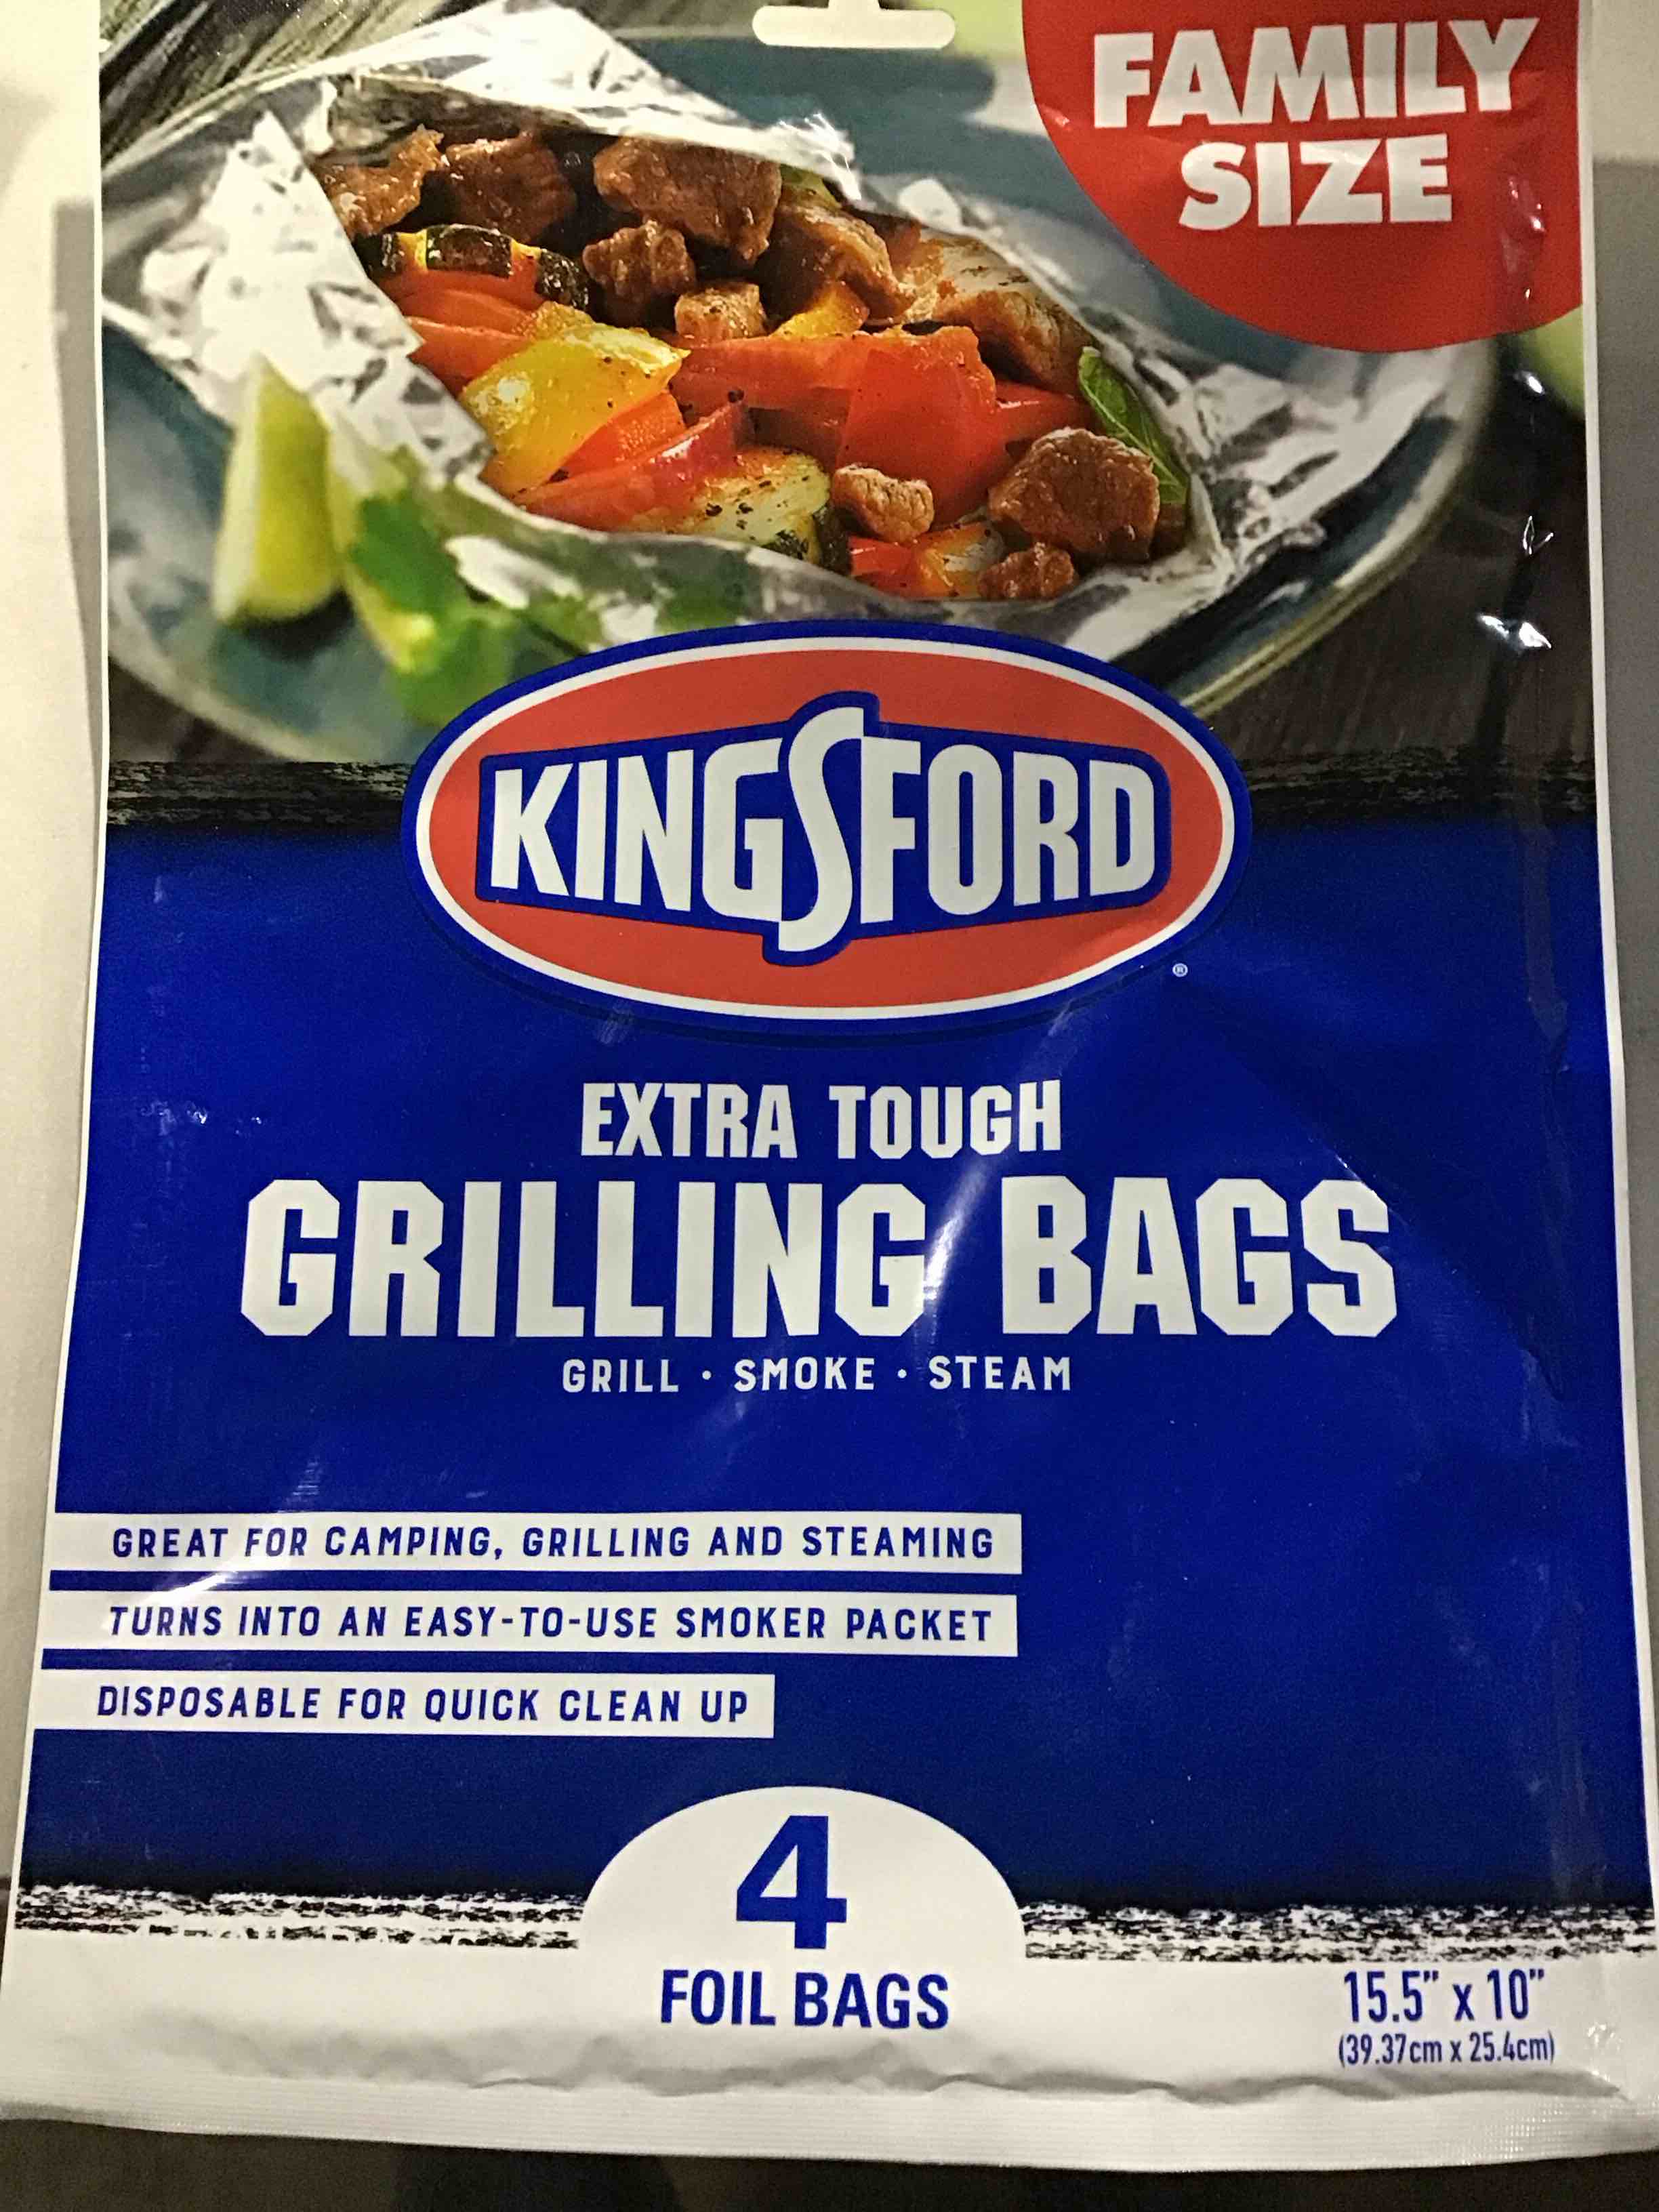 FAMILY
SIZE
KINGSFORD
®
EXTRA TOUGH
GRILLING BAGS
GRILL • SMOKE • STEAM
GREAT FOR CAMPING, GRILLING AND STEAMING
TURNS INTO AN EASY-TO-USE SMOKER PACKET
DISPOSABLE FOR QUICK CLEAN UP
4
FOIL BAGS
15.5" x 10"
(39.37cm x 25.4cm)